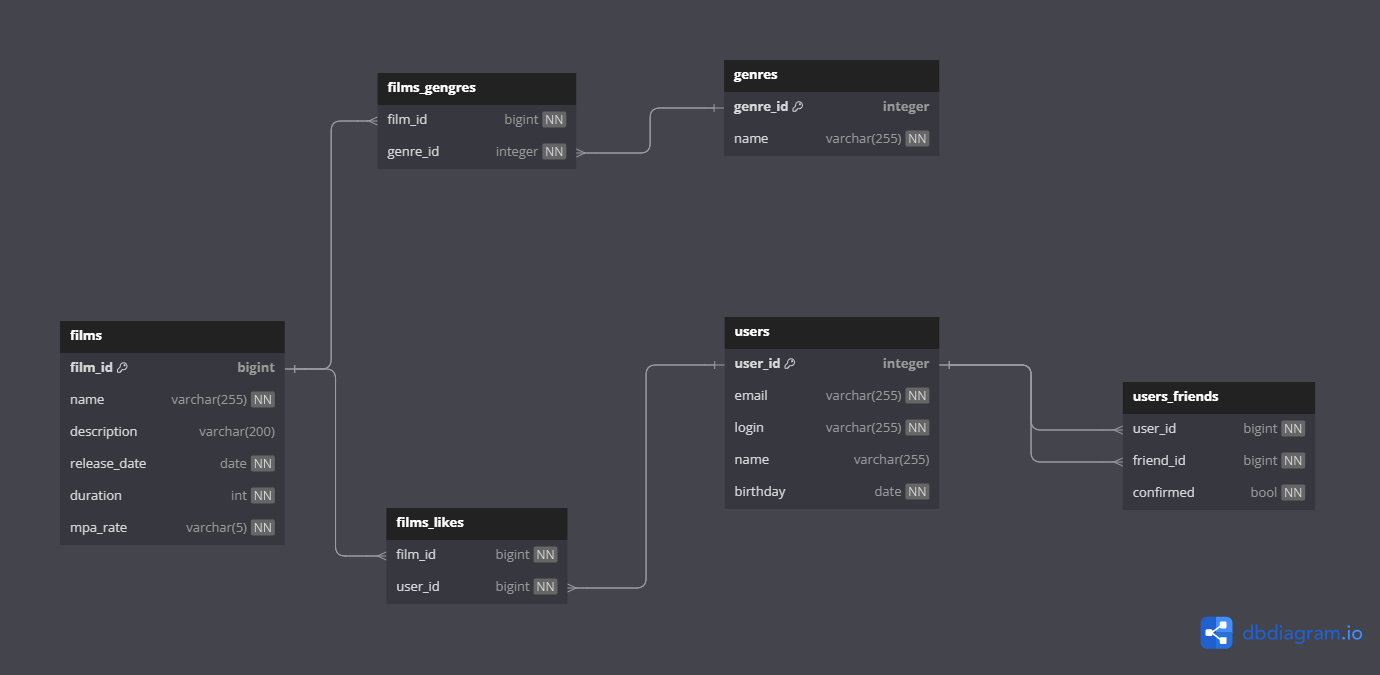 films_gengres
film_id bigint NN
genre_id integer NN
genres
genre_id integer
name varchar(255) NN
films
film_id bigint
name varchar(255) NN
description varchar(200)
release_date date NN
duration int NN
mpa_rate varchar(5) NN
users
user_id integer
email varchar(255) NN
login varchar(255) NN
name varchar(255)
birthday date NN
users_friends
user_id bigint NN
friend_id bigint NN
confirmed bool NN
films_likes
film_id bigint NN
user_id bigint NN
dbdiagram.io